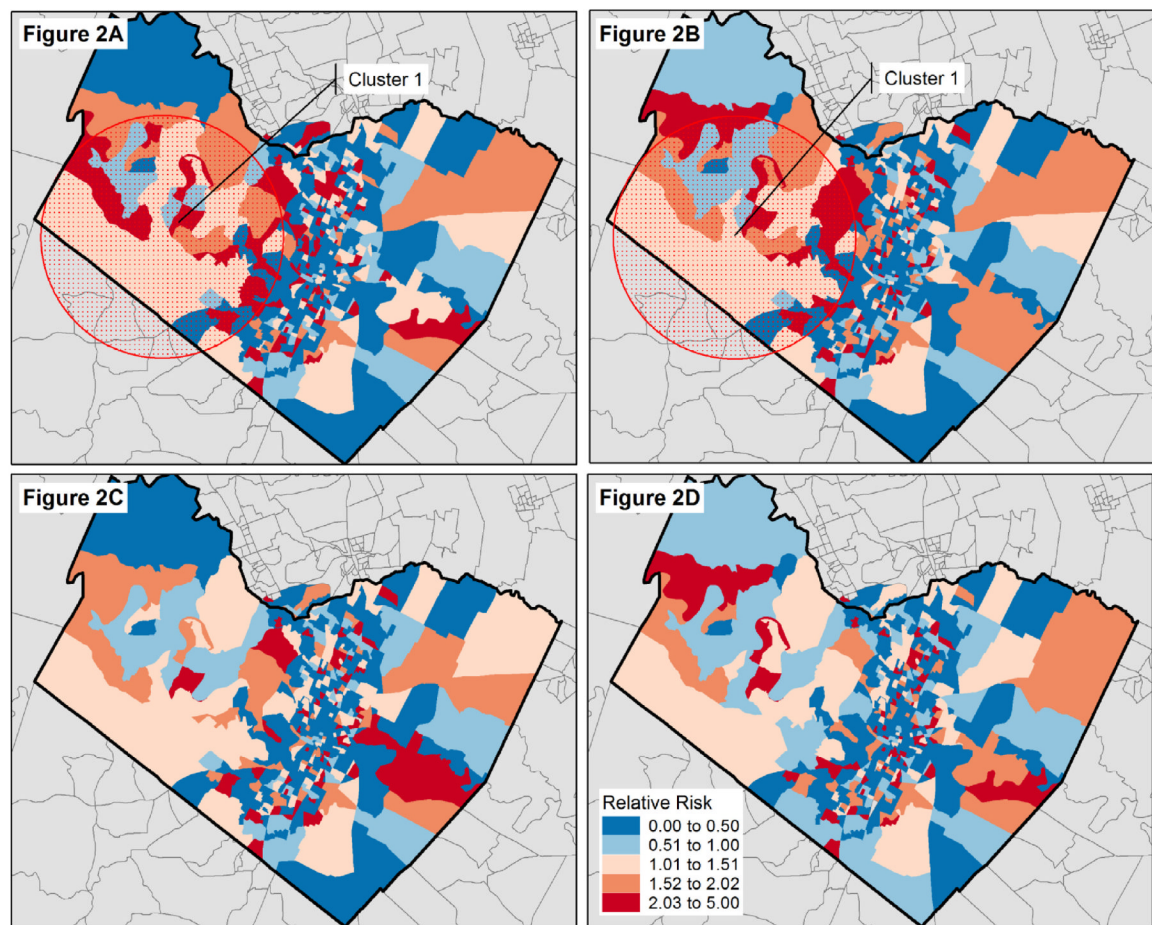 Figure 2A
Cluster 1
Figure 2B
Cluster 1
Figure 2C
Figure 2D
Relative Risk
0.00 to 0.50
0.51 to 1.00
1.01 to 1.51
1.52 to 2.02
2.03 to 5.00